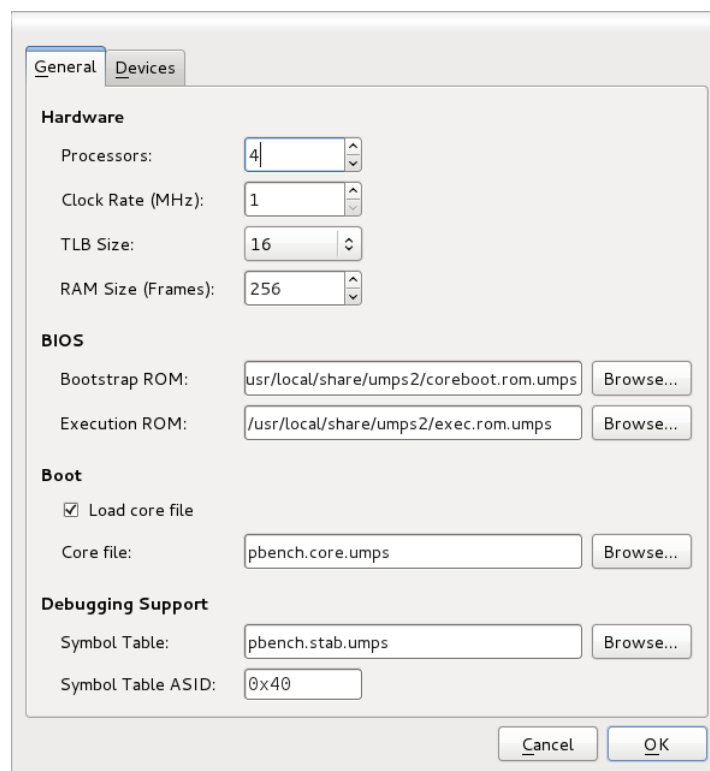 General Devices
Hardware
Processors: 4
Clock Rate (MHz): 1
TLB Size: 16
RAM Size (Frames): 256
BIOS
Bootstrap ROM: usr/local/share/umps2/coreboot.rom.umps Browse...
Execution ROM: /usr/local/share/umps2/exec.rom.umps Browse...
Boot
Load core file
Core file: pbench.core.umps Browse...
Debugging Support
Symbol Table: pbench.stab.umps Browse...
Symbol Table ASID: 0x40
Cancel OK